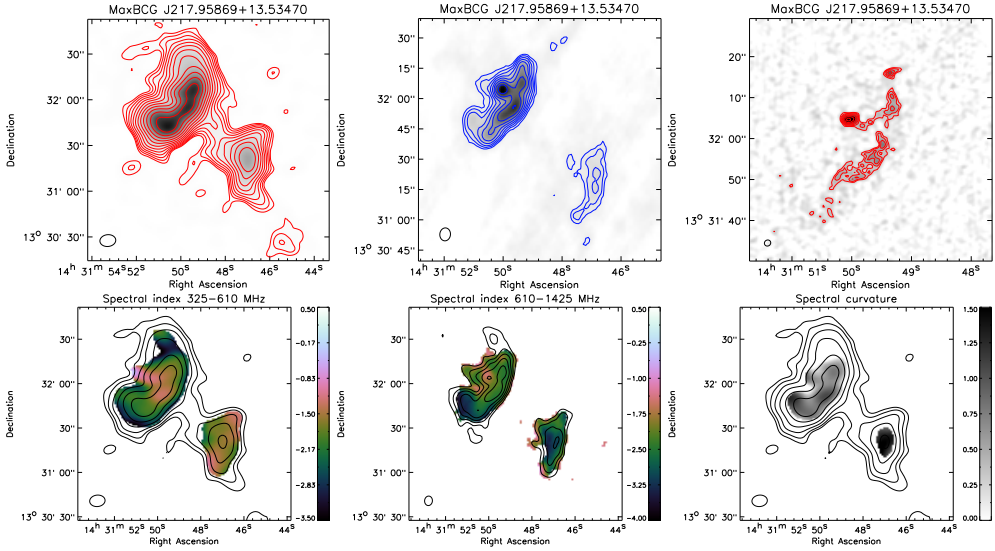 MaxBCG J217.95869+13.53470
Declination
30''
32' 00''
30''
31' 00''
13° 30' 30''
14ʰ 31ᵐ 54ˢ 52ˢ 50ˢ 48ˢ 46ˢ 44ˢ
Right Ascension
MaxBCG J217.95869+13.53470
Declination
30''
15''
32' 00''
45''
30''
15''
31' 00''
13° 30' 45''
14ʰ 31ᵐ 52ˢ 50ˢ 48ˢ 46ˢ
Right Ascension
MaxBCG J217.95869+13.53470
Declination
20''
10''
32' 00''
50''
13° 31' 40''
14ʰ 31ᵐ 51ˢ 50ˢ 49ˢ 48ˢ
Right Ascension
Spectral index 325−610 MHz
Declination
30''
32' 00''
30''
31' 00''
13° 30' 30''
14ʰ 31ᵐ 54ˢ 52ˢ 50ˢ 48ˢ 46ˢ 44ˢ
Right Ascension
0.50
−0.17
−0.83
−1.50
−2.17
−2.83
−3.50
Spectral index 610−1425 MHz
Declination
30''
32' 00''
30''
31' 00''
13° 30' 30''
14ʰ 31ᵐ 54ˢ 52ˢ 50ˢ 48ˢ 46ˢ 44ˢ
Right Ascension
0.50
−0.25
−1.00
−1.75
−2.50
−3.25
−4.00
Spectral curvature
Declination
30''
32' 00''
30''
31' 00''
13° 30' 30''
14ʰ 31ᵐ 54ˢ 52ˢ 50ˢ 48ˢ 46ˢ 44ˢ
Right Ascension
1.50
1.25
1.00
0.75
0.50
0.25
0.00